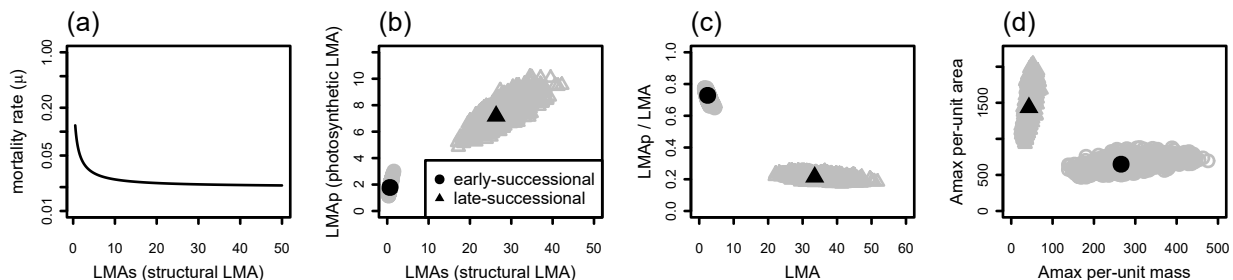 (a)
mortality rate (μ)
1.00
0.20
0.05
0.01
0 10 20 30 40 50
LMAs (structural LMA)
(b)
LMAp (photosynthetic LMA)
10
8
6
4
2
0
early-successional
late-successional
0 10 20 30 40 50
LMAs (structural LMA)
(c)
LMAp / LMA
1.0
0.8
0.6
0.4
0.2
0.0
0 10 20 30 40 50 60
LMA
(d)
Amax per-unit area
1500
500
0
0 100 200 300 400 500
Amax per-unit mass